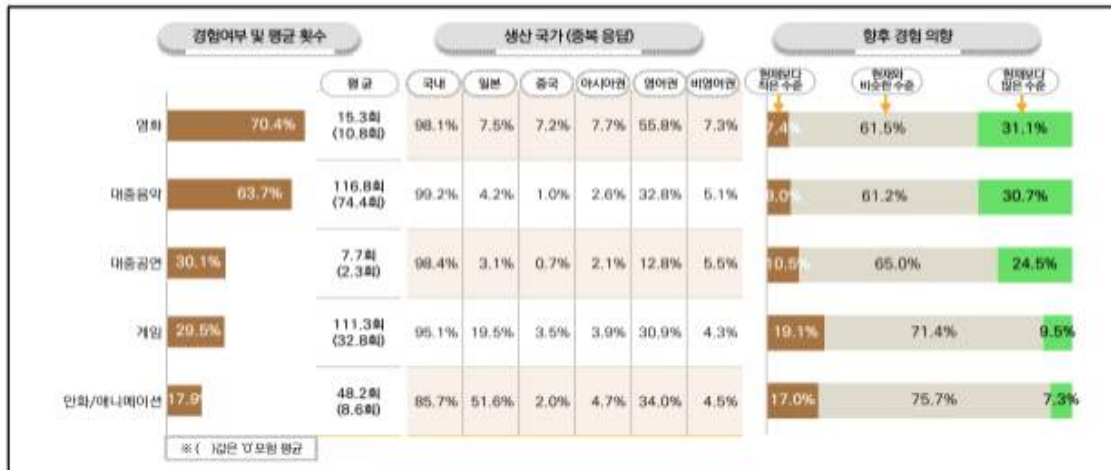 경험여부 및 평균 횟수 생산 국가 (중복 응답) 향후 경험 의향
평균 국내 일본 중국 아시아권 영어권 비영어권 현재보다 적은 수준 현재와 비슷한 수준 현재보다 많은 수준
영화 70.4% 15.3회 (10.8회) 98.1% 7.5% 7.2% 7.7% 55.8% 7.3% 7.4% 61.5% 31.1%
대중음악 63.7% 116.8회 (74.4회) 99.2% 4.2% 1.0% 2.6% 32.8% 5.1% 61.2% 30.7%
대중공연 30.1% 7.7회 (2.3회) 98.4% 3.1% 0.7% 2.1% 12.8% 5.5% 10.5% 65.0% 24.5%
게임 29.5% 111.3회 (32.8회) 95.1% 19.5% 3.5% 3.9% 30.9% 4.3% 19.1% 71.4% 9.5%
만화/애니메이션 17.9% 48.2회 (8.6회) 85.7% 51.6% 2.0% 4.7% 34.0% 4.5% 17.0% 75.7% 7.3%
※ ( )값은 '0'포함 평균